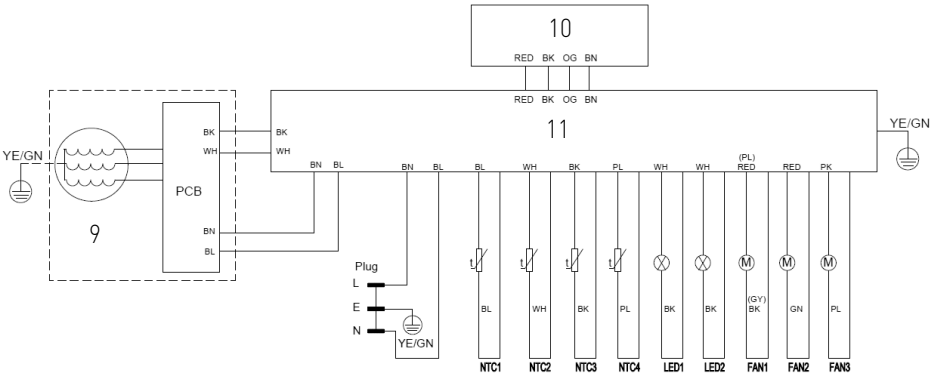 10
RED BK OG BN
RED BK OG BN
11
YE/GN
YE/GN
BK BK
WH WH
PCB
9
BN BL BN BL BL WH BK PL WH WH (PL) RED RED PK
BN
BL
Plug
L
E
N
YE/GN
t t t t M M M
BL WH BK PL BK BK (GY) BK GN PL
NTC1 NTC2 NTC3 NTC4 LED1 LED2 FAN1 FAN2 FAN3